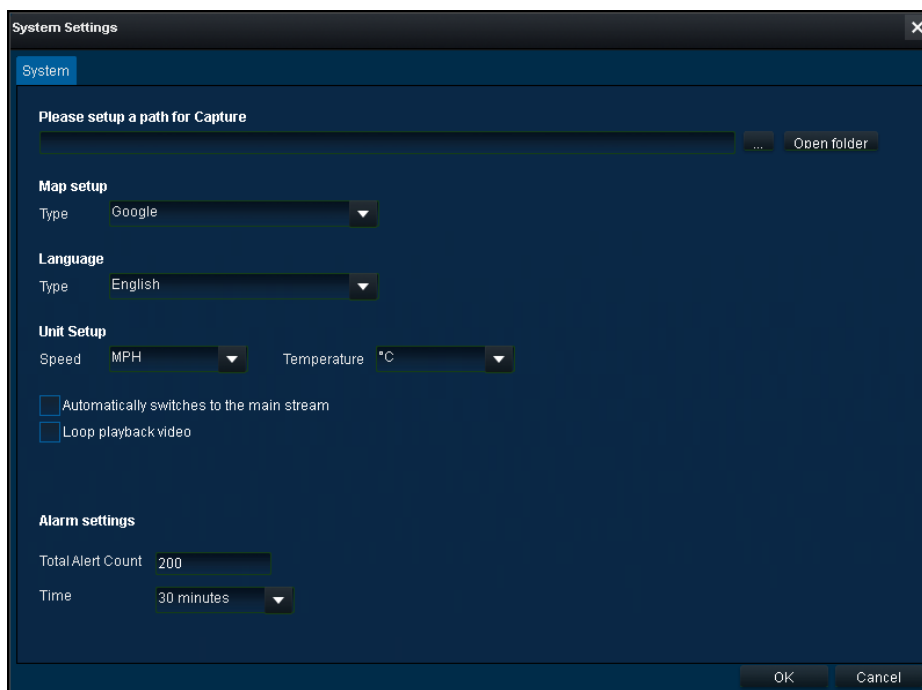 System Settings
System
Please setup a path for Capture
... Open folder
Map setup
Type Google
Language
Type English
Unit Setup
Speed MPH Temperature °C
Automatically switches to the main stream
Loop playback video
Alarm settings
Total Alert Count 200
Time 30 minutes
OK Cancel